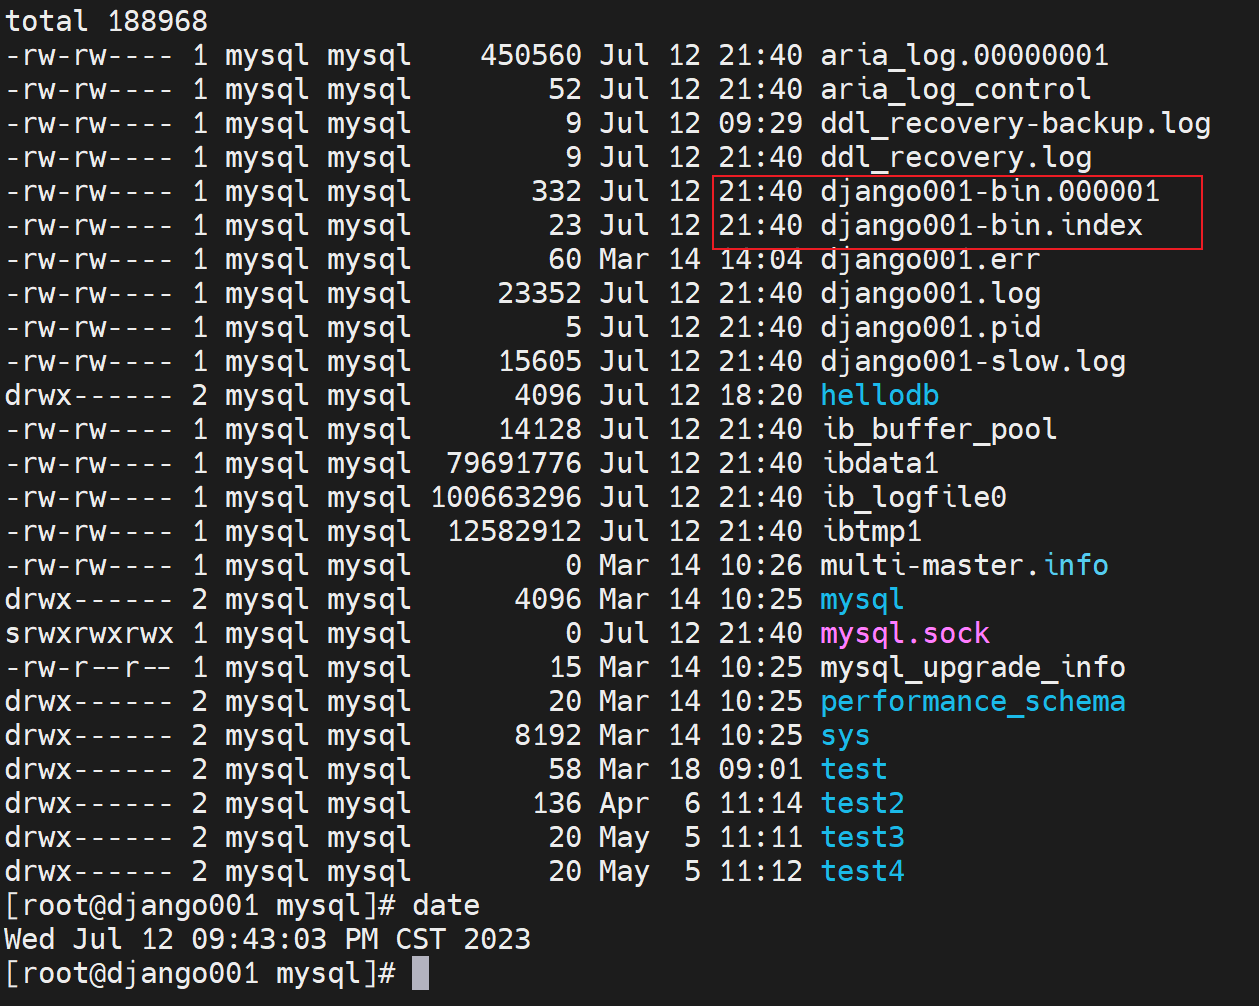 total 188968
-rw-rw---- 1 mysql mysql    450560 Jul 12 21:40 aria_log.00000001
-rw-rw---- 1 mysql mysql        52 Jul 12 21:40 aria_log_control
-rw-rw---- 1 mysql mysql         9 Jul 12 09:29 ddl_recovery-backup.log
-rw-rw---- 1 mysql mysql         9 Jul 12 21:40 ddl_recovery.log
-rw-rw---- 1 mysql mysql       332 Jul 12 21:40 django001-bin.000001
-rw-rw---- 1 mysql mysql        23 Jul 12 21:40 django001-bin.index
-rw-rw---- 1 mysql mysql        60 Mar 14 14:04 django001.err
-rw-rw---- 1 mysql mysql     23352 Jul 12 21:40 django001.log
-rw-rw---- 1 mysql mysql         5 Jul 12 21:40 django001.pid
-rw-rw---- 1 mysql mysql     15605 Jul 12 21:40 django001-slow.log
drwx------ 2 mysql mysql      4096 Jul 12 18:20 hellodb
-rw-rw---- 1 mysql mysql     14128 Jul 12 21:40 ib_buffer_pool
-rw-rw---- 1 mysql mysql  79691776 Jul 12 21:40 ibdata1
-rw-rw---- 1 mysql mysql 100663296 Jul 12 21:40 ib_logfile0
-rw-rw---- 1 mysql mysql  12582912 Jul 12 21:40 ibtmp1
-rw-rw---- 1 mysql mysql         0 Mar 14 10:26 multi-master.info
drwx------ 2 mysql mysql      4096 Mar 14 10:25 mysql
srwxrwxrwx 1 mysql mysql         0 Jul 12 21:40 mysql.sock
-rw-r--r-- 1 mysql mysql        15 Mar 14 10:25 mysql_upgrade_info
drwx------ 2 mysql mysql        20 Mar 14 10:25 performance_schema
drwx------ 2 mysql mysql      8192 Mar 14 10:25 sys
drwx------ 2 mysql mysql        58 Mar 18 09:01 test
drwx------ 2 mysql mysql       136 Apr  6 11:14 test2
drwx------ 2 mysql mysql        20 May  5 11:11 test3
drwx------ 2 mysql mysql        20 May  5 11:12 test4
[root@django001 mysql]# date
Wed Jul 12 09:43:03 PM CST 2023
[root@django001 mysql]#